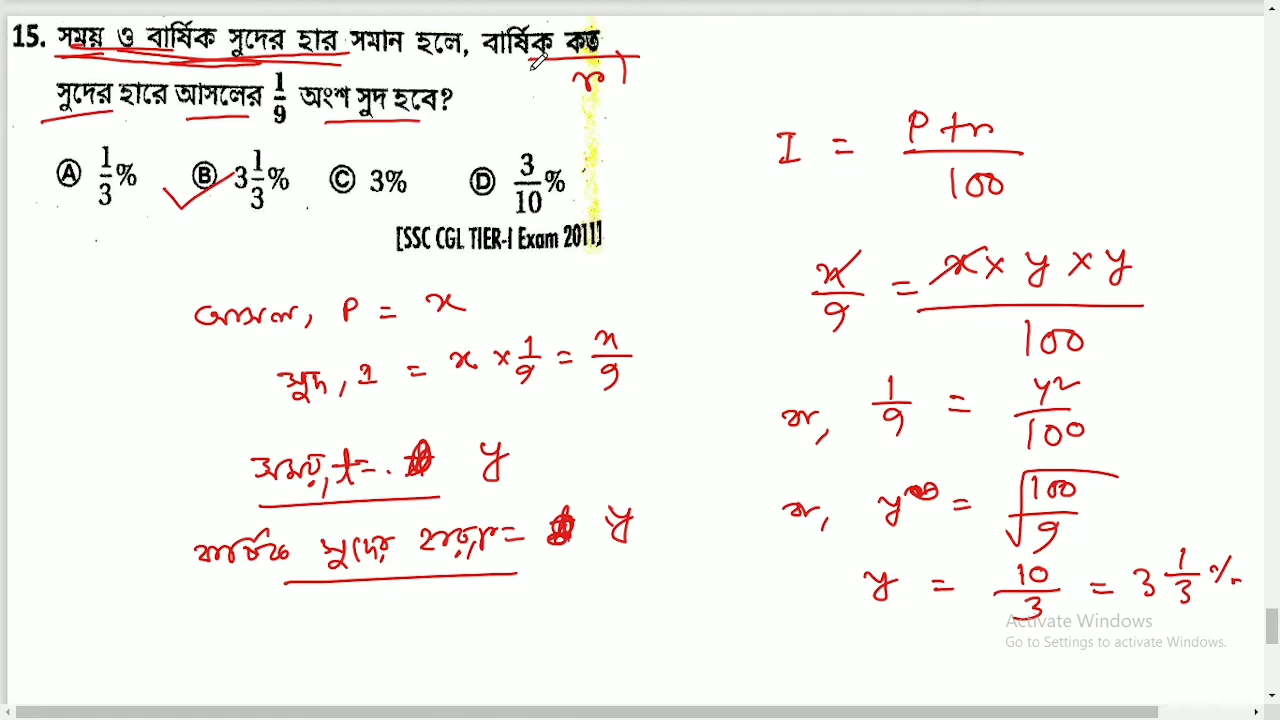 15. সময় ও বার্ষিক সুদের হার সমান হলে, বার্ষিক কত
সুদের হারে আসলের 1/9 অংশ সুদ হবে?
r
Ⓐ 1/3% Ⓑ 3 1/3% Ⓒ 3% Ⓓ 3/10%
[SSC CGL TIER-I Exam 2011]
আসল, P = x
সুদ, I = x × 1/9 = x/9
সময়, t = y
বার্ষিক সুদের হার, r = y
I = Ptr/100
x/9 = x × y × y/100
বা, 1/9 = y²/100
বা, y = √100/9
y = 10/3 = 3 1/3 %
Activate Windows
Go to Settings to activate Windows.